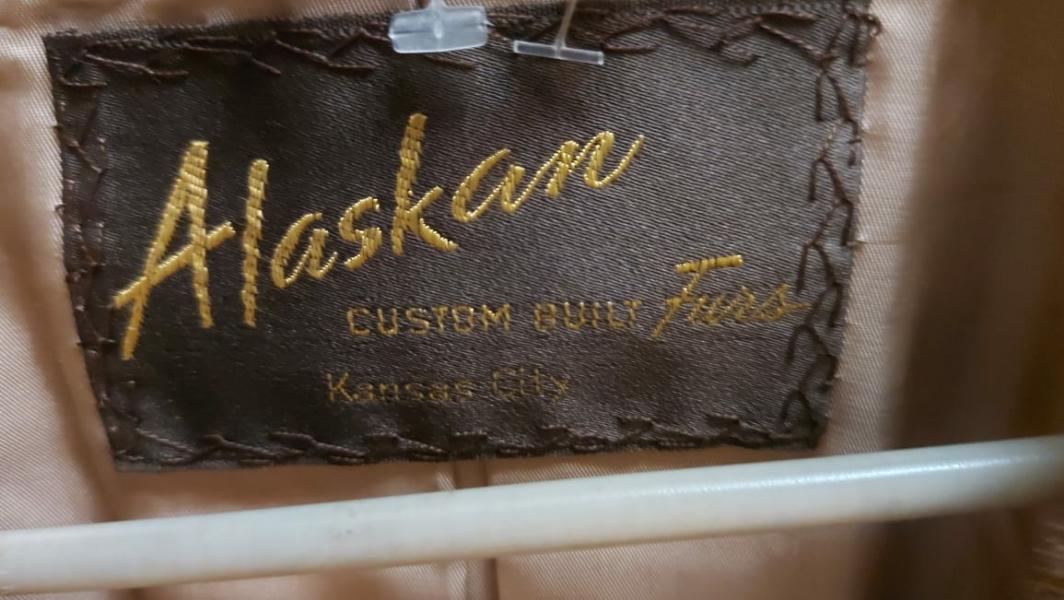 Alaskan
CUSTOM BUILT Furs
Kansas City